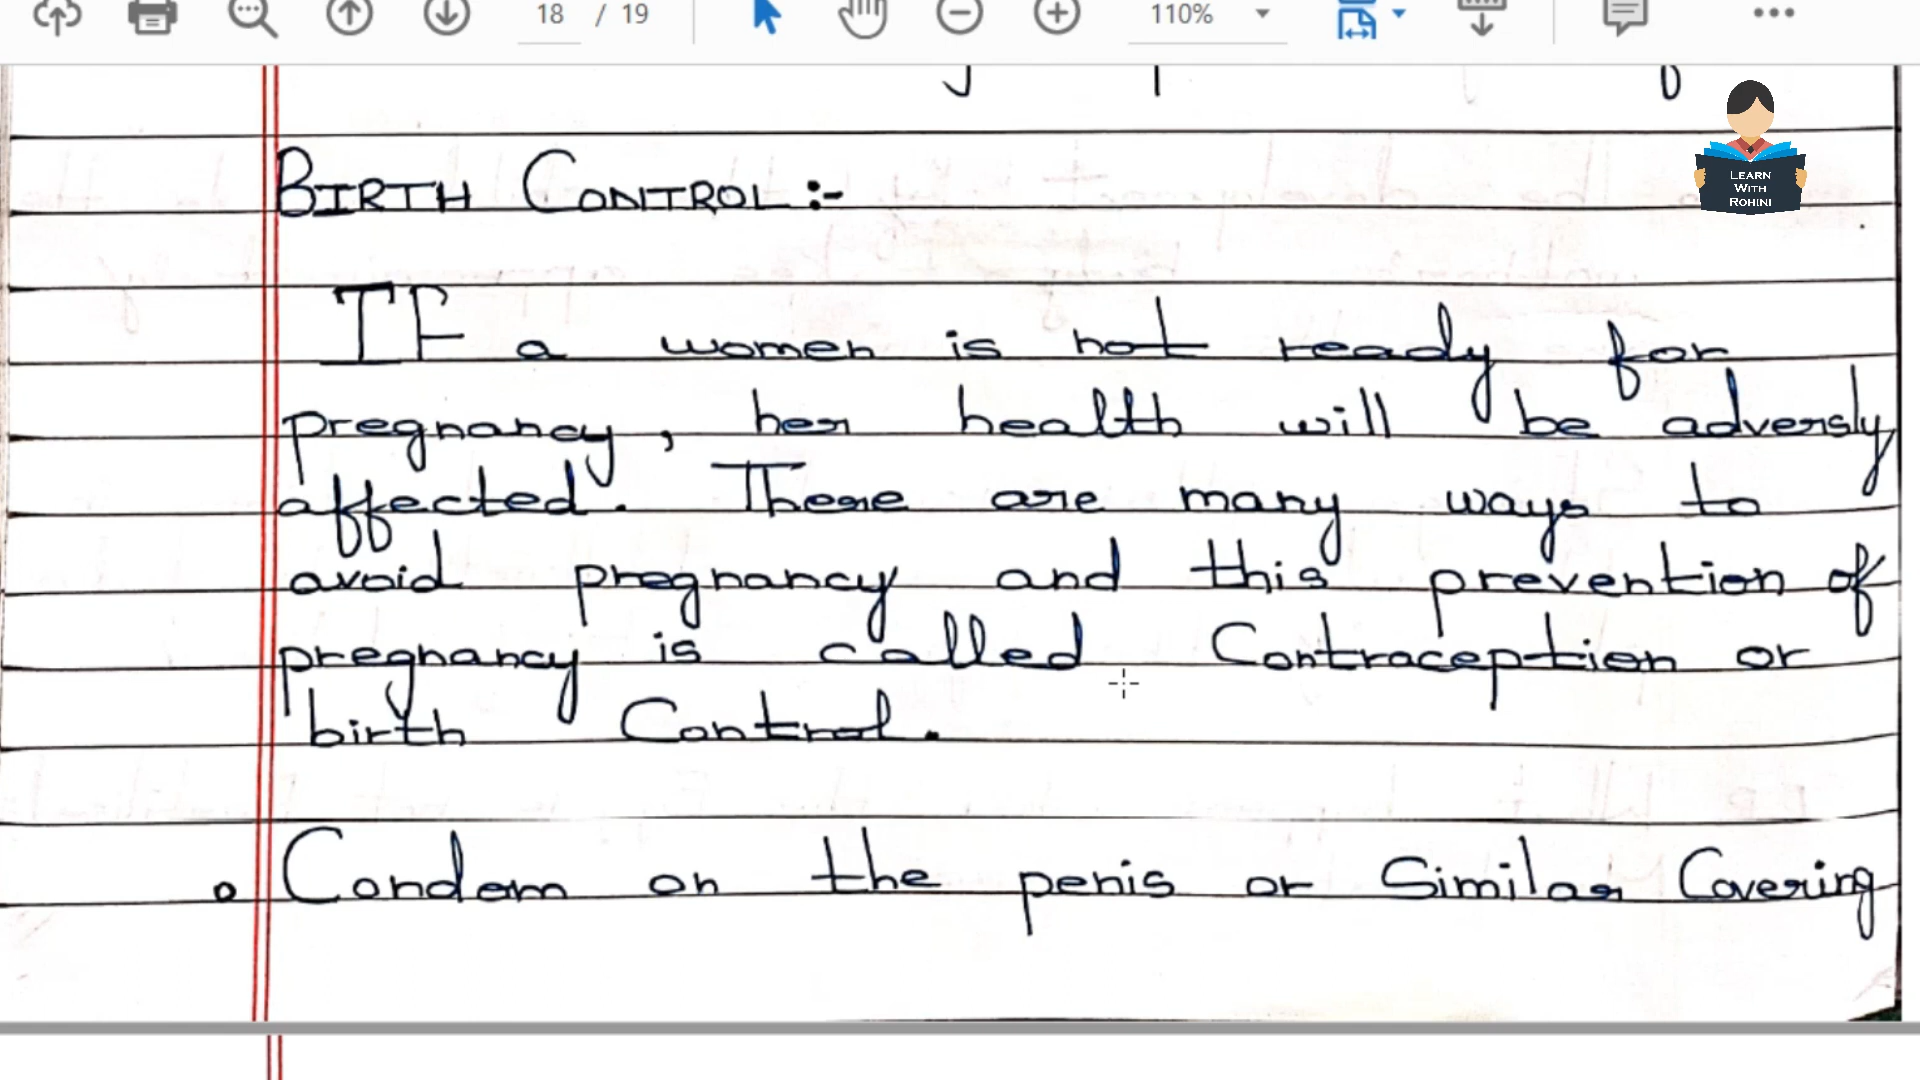 18 / 19
110%
LEARN
WITH
ROHINI
BIRTH CONTROL :-
IF a women is not ready for
pregnancy, her health will be adversly
affected. There are many ways to
avoid pregnancy and this prevention of
pregnancy is called Contraception or
birth Control.
Condom on the penis or Similar Covering